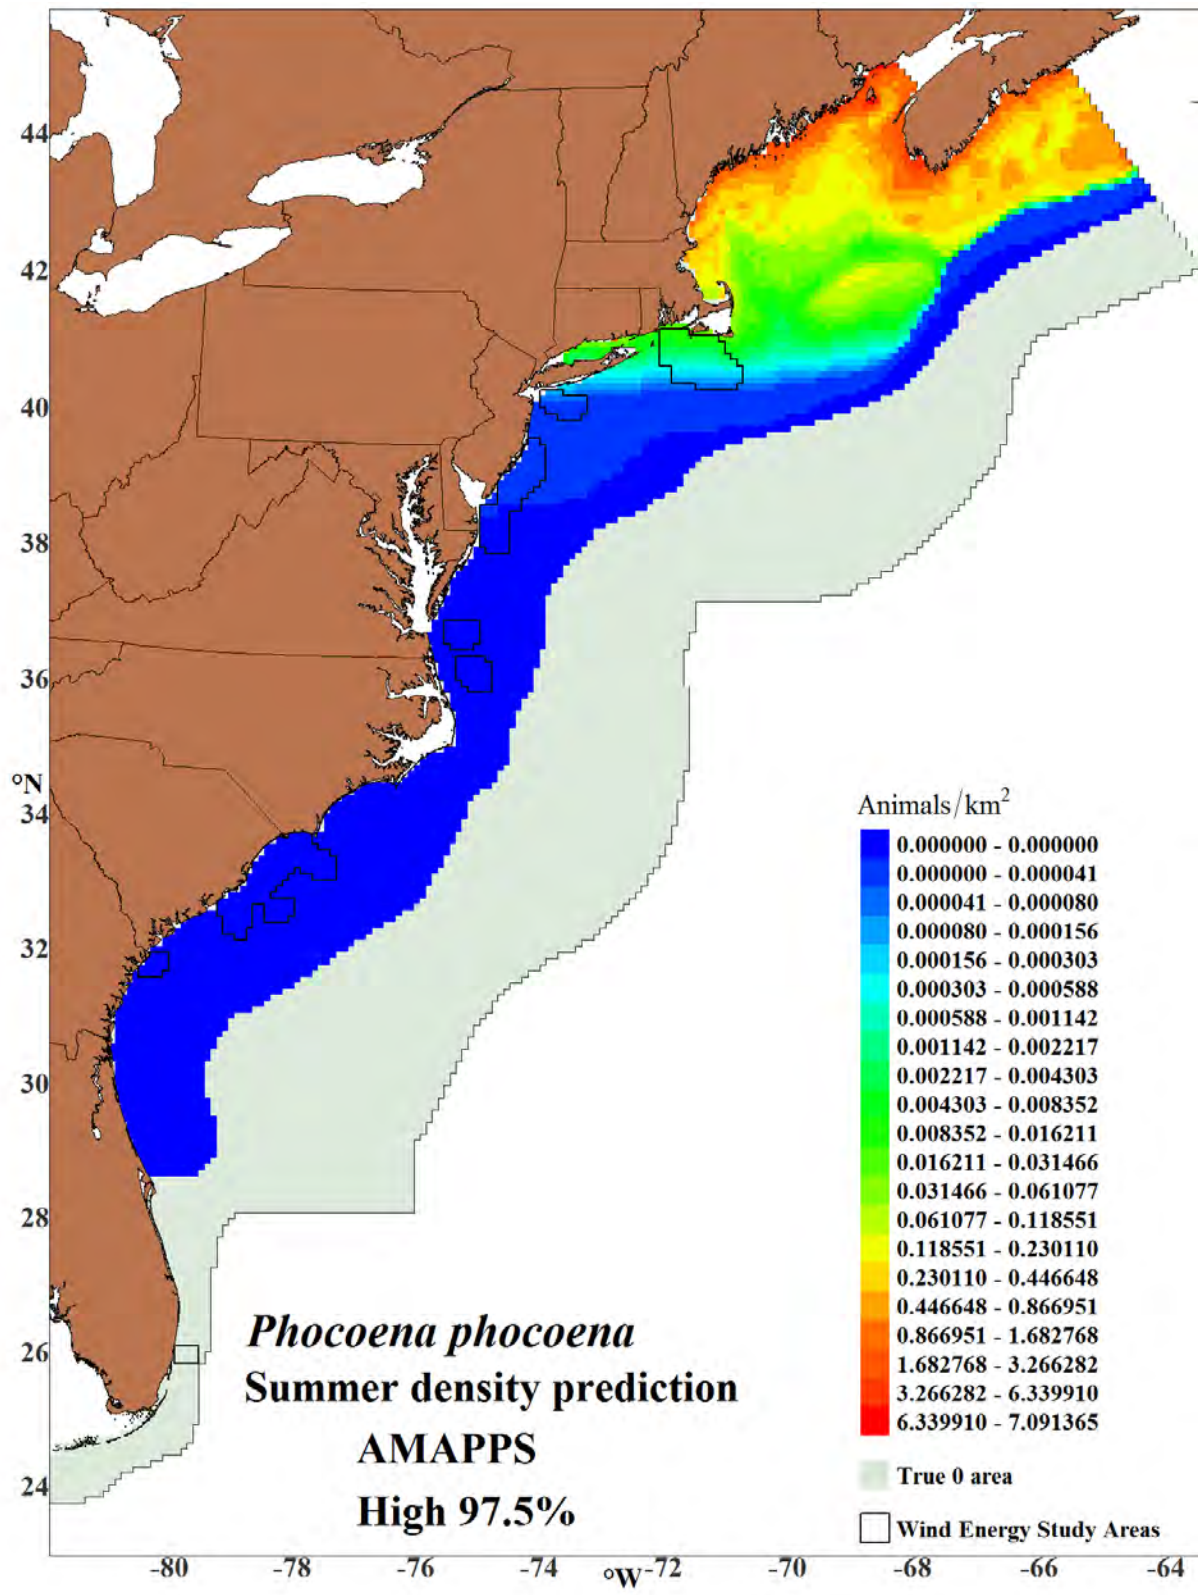 44
42
40
38
36
°N
34
32
30
28
26
24
Animals/km²
0.000000 - 0.000000
0.000000 - 0.000041
0.000041 - 0.000080
0.000080 - 0.000156
0.000156 - 0.000303
0.000303 - 0.000588
0.000588 - 0.001142
0.001142 - 0.002217
0.002217 - 0.004303
0.004303 - 0.008352
0.008352 - 0.016211
0.016211 - 0.031466
0.031466 - 0.061077
0.061077 - 0.118551
0.118551 - 0.230110
0.230110 - 0.446648
0.446648 - 0.866951
0.866951 - 1.682768
1.682768 - 3.266282
3.266282 - 6.339910
6.339910 - 7.091365
True 0 area
Wind Energy Study Areas
Phocoena phocoena
Summer density prediction
AMAPPS
High 97.5%
-80 -78 -76 -74 °W -72 -70 -68 -66 -64